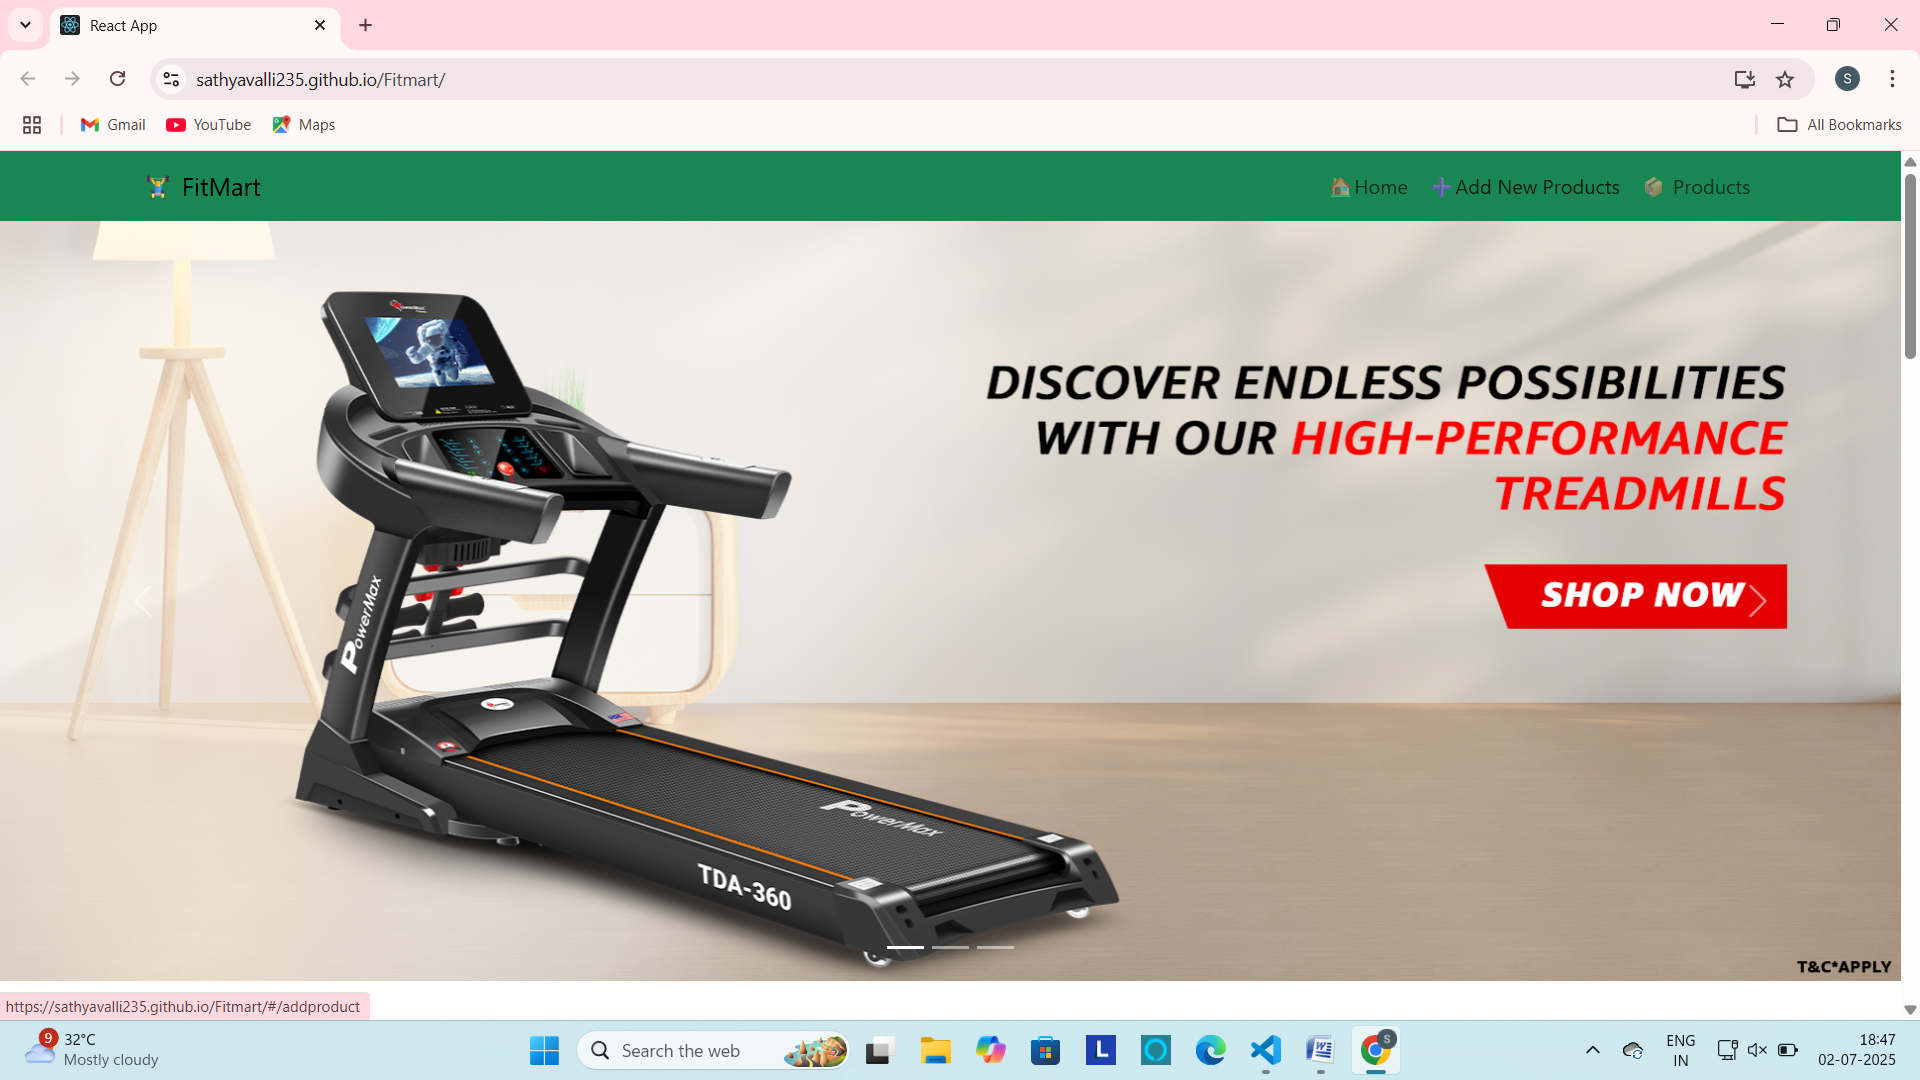 React App
sathyavalli235.github.io/Fitmart/
S
Gmail
YouTube
Maps
All Bookmarks
FitMart
Home
Add New Products
Products
DISCOVER ENDLESS POSSIBILITIES
WITH OUR HIGH-PERFORMANCE
TREADMILLS
SHOP NOW
PowerMax
PowerMax
TDA-360
T&C*APPLY
https://sathyavalli235.github.io/Fitmart/#/addproduct
9
32°C
Mostly cloudy
Search the web
L
S
ENG
IN
18:47
02-07-2025